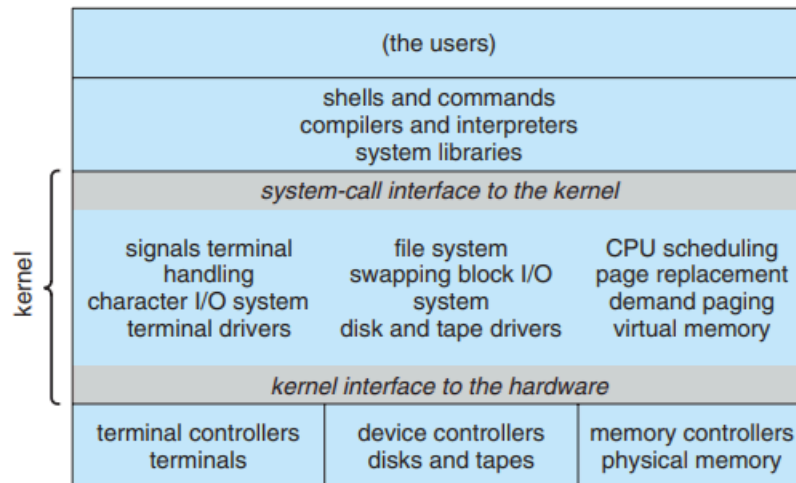 (the users)
shells and commands
compilers and interpreters
system libraries
kernel
system-call interface to the kernel
signals terminal
handling
character I/O system
terminal drivers
file system
swapping block I/O
system
disk and tape drivers
CPU scheduling
page replacement
demand paging
virtual memory
kernel interface to the hardware
terminal controllers
terminals
device controllers
disks and tapes
memory controllers
physical memory